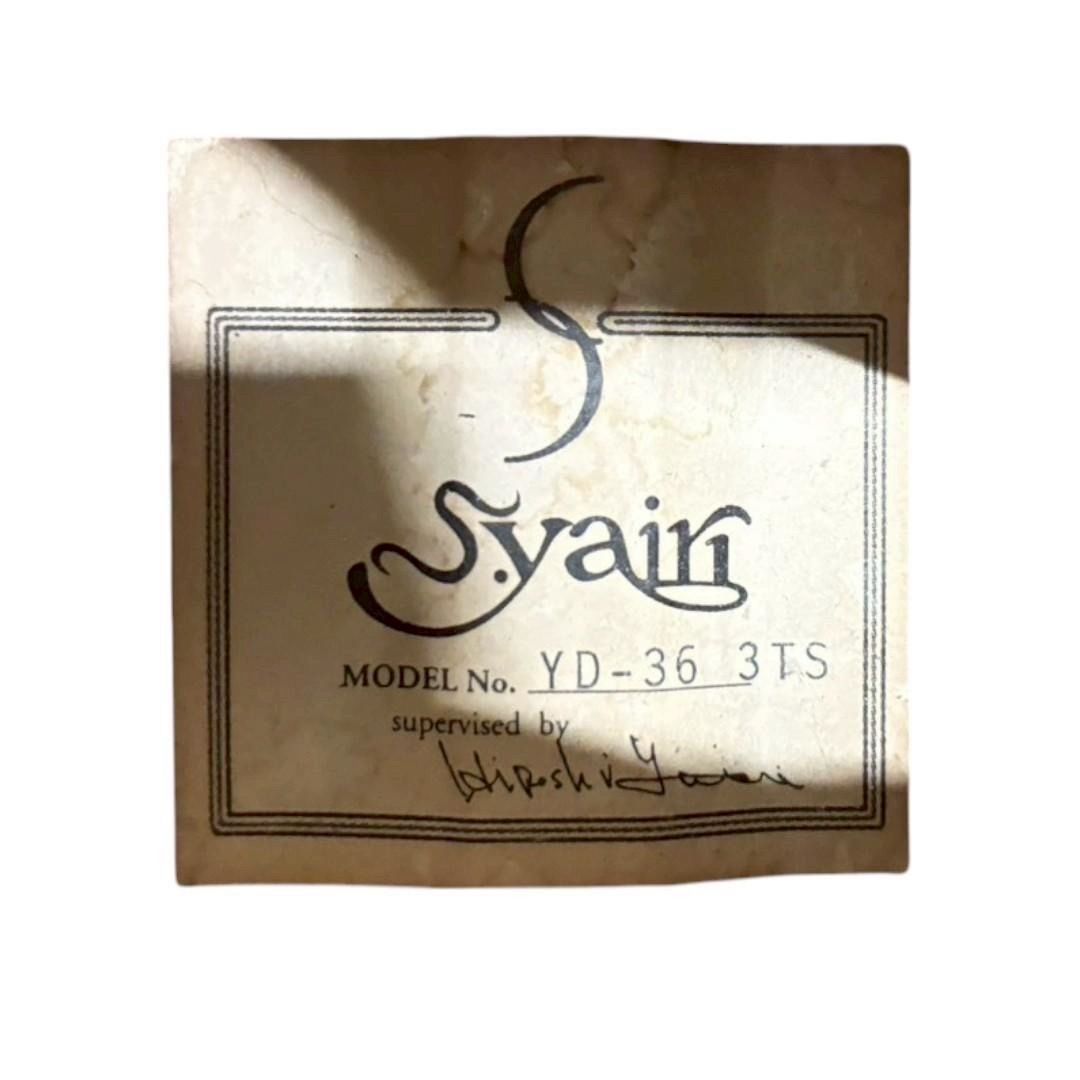 S
S.yairi
MODEL No. YD-36 3TS
supervised by
Hiroshi Yairi